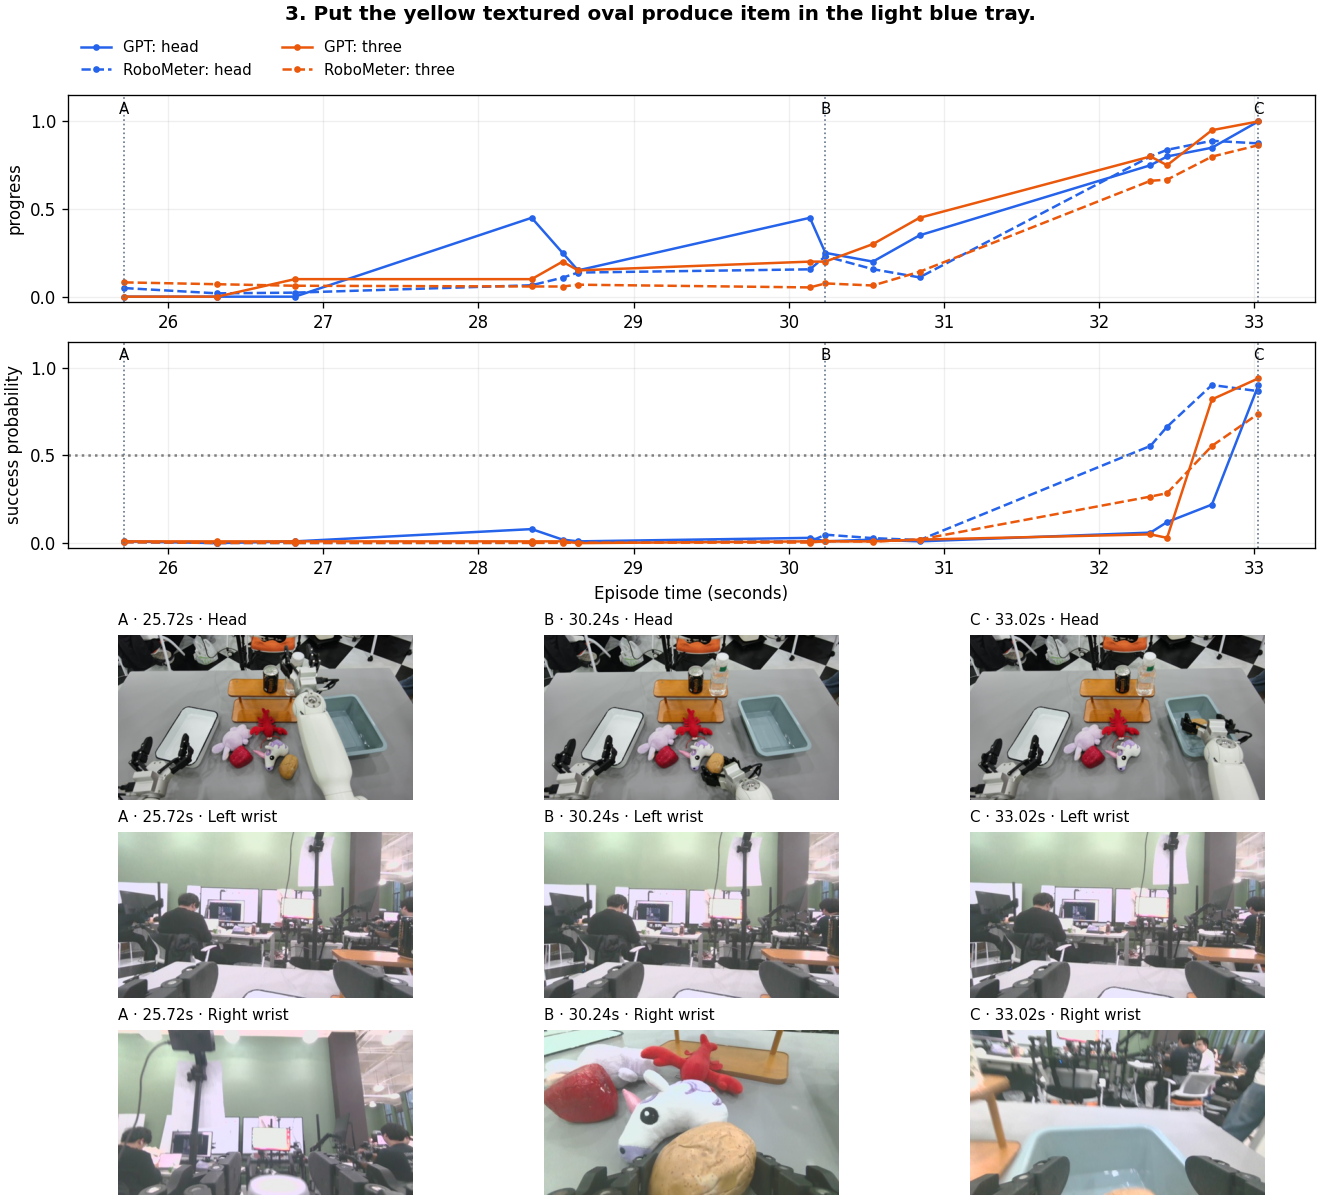 3. Put the yellow textured oval produce item in the light blue tray.
GPT: head
GPT: three
RoboMeter: head
RoboMeter: three
A
B
C
1.0
0.5
0.0
progress
26
27
28
29
30
31
32
33
A
B
C
1.0
0.5
0.0
success probability
26
27
28
29
30
31
32
33
Episode time (seconds)
A · 25.72s · Head
B · 30.24s · Head
C · 33.02s · Head
A · 25.72s · Left wrist
B · 30.24s · Left wrist
C · 33.02s · Left wrist
A · 25.72s · Right wrist
B · 30.24s · Right wrist
C · 33.02s · Right wrist